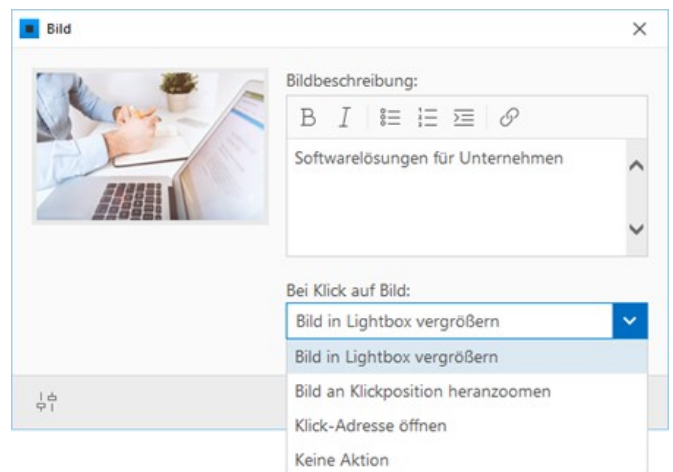 Bild
Bildbeschreibung:
B I
Softwarelösungen für Unternehmen
Bei Klick auf Bild:
Bild in Lightbox vergrößern
Bild in Lightbox vergrößern
Bild an Klickposition heranzoomen
Klick-Adresse öffnen
Keine Aktion